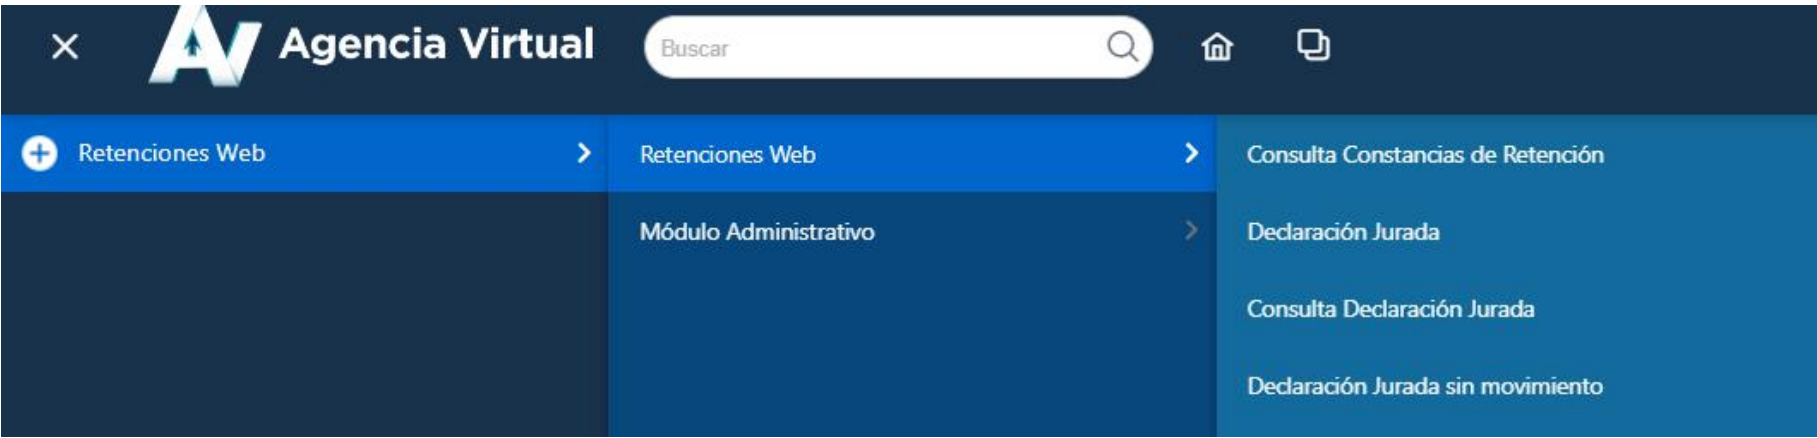 AV Agencia Virtual
Buscar
Retenciones Web
Retenciones Web
Módulo Administrativo
Consulta Constancias de Retención
Declaración Jurada
Consulta Declaración Jurada
Declaración Jurada sin movimiento